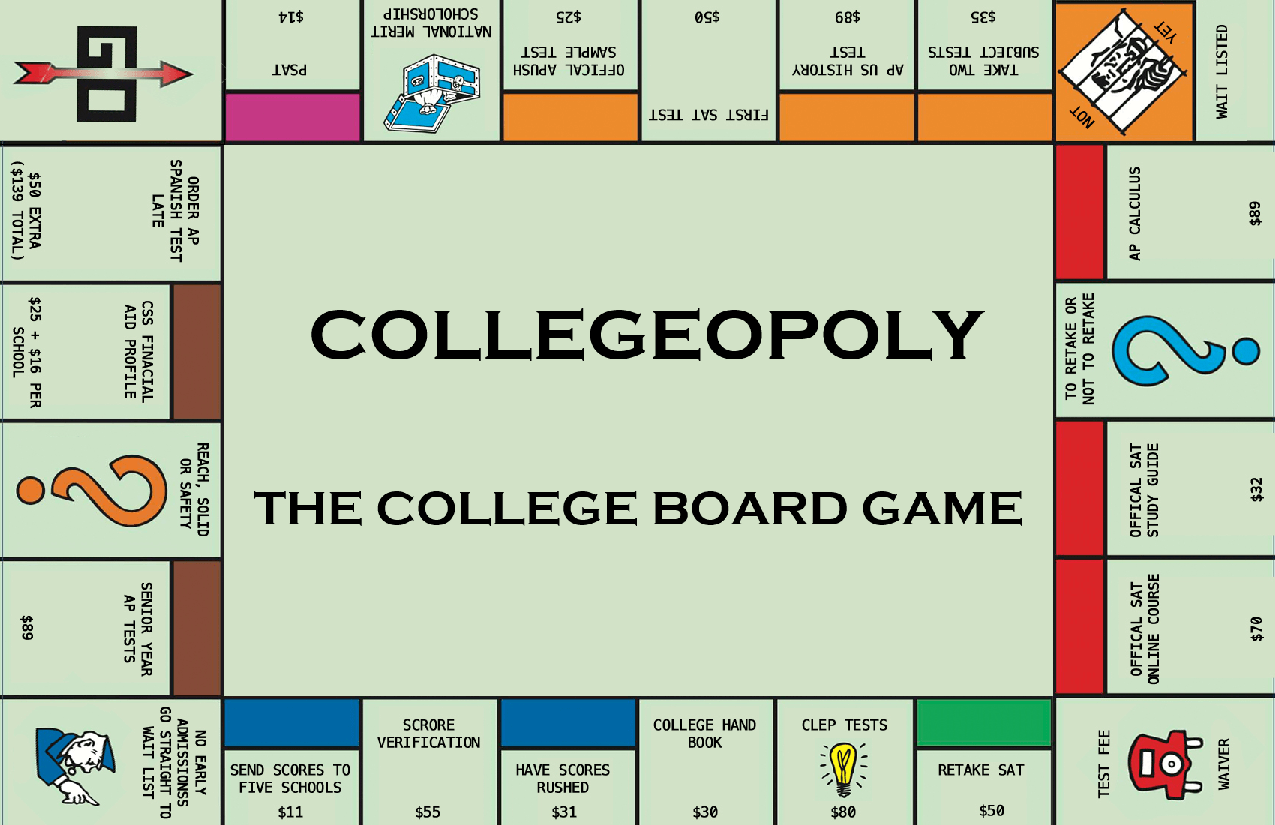 GO
PSAT
$14
NATIONAL MERIT
SCHOLORSHIP
OFFICAL APUSH
SAMPLE TEST
$25
FIRST SAT TEST
$50
AP US HISTORY
TEST
$89
TAKE TWO
SUBJECT TESTS
$35
NOT
YET
WAIT LISTED
AP CALCULUS
$89
TO RETAKE OR
NOT TO RETAKE
?
OFFICAL SAT
STUDY GUIDE
$32
OFFICAL SAT
ONLINE COURSE
$70
TEST FEE
WAIVER
RETAKE SAT
$50
CLEP TESTS
$80
COLLEGE HAND
BOOK
$30
HAVE SCORES
RUSHED
$31
SCRORE
VERIFICATION
$55
SEND SCORES TO
FIVE SCHOOLS
$11
NO EARLY
ADMISSIONSS
GO STRAIGHT TO
WAIT LIST
SENIOR YEAR
AP TESTS
$89
REACH, SOLID
OR SAFETY
?
CSS FINACIAL
AID PROFILE
$25 + $16 PER
SCHOOL
ORDER AP
SPANISH TEST
LATE
$50 EXTRA
($139 TOTAL)
COLLEGEOPOLY
THE COLLEGE BOARD GAME